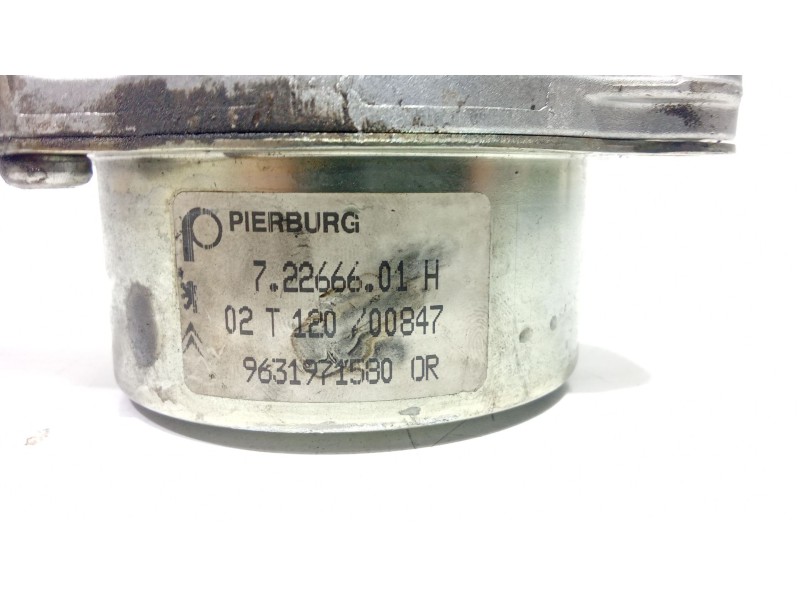 PIERBURG
7.22666.01 H
02 T 120 /00847
9631971580 OR